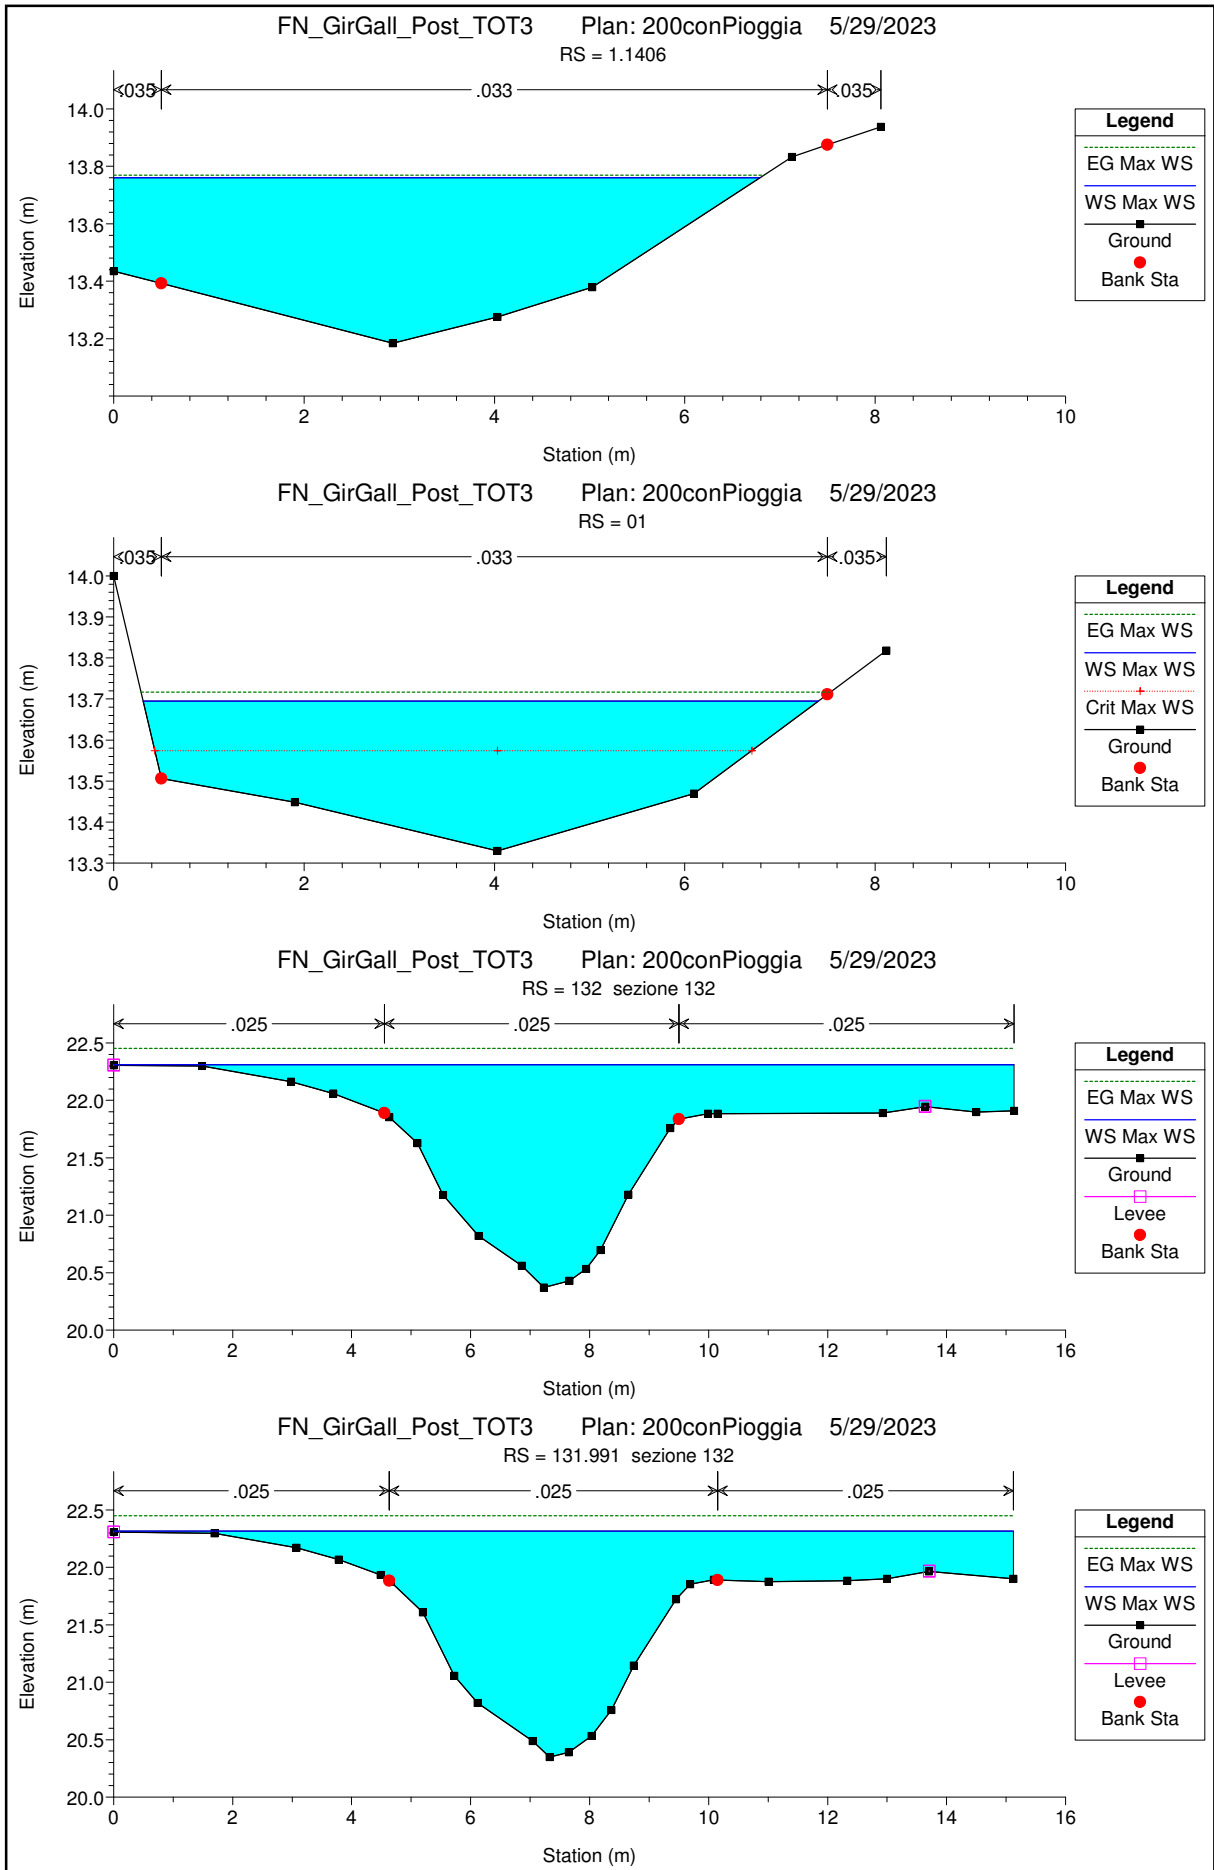 FN_GirGall_Post_TOT3 Plan: 200conPioggia 5/29/2023
RS = 1.1406
.035 .033 .035
Elevation (m)
14.0
13.8
13.6
13.4
13.2
0 2 4 6 8 10
Station (m)
Legend
EG Max WS
WS Max WS
Ground
Bank Sta
FN_GirGall_Post_TOT3 Plan: 200conPioggia 5/29/2023
RS = 01
.035 .033 .035
Elevation (m)
14.0
13.9
13.8
13.7
13.6
13.5
13.4
13.3
0 2 4 6 8 10
Station (m)
Legend
EG Max WS
WS Max WS
Crit Max WS
Ground
Bank Sta
FN_GirGall_Post_TOT3 Plan: 200conPioggia 5/29/2023
RS = 132 sezione 132
.025 .025 .025
Elevation (m)
22.5
22.0
21.5
21.0
20.5
20.0
0 2 4 6 8 10 12 14 16
Station (m)
Legend
EG Max WS
WS Max WS
Ground
Levee
Bank Sta
FN_GirGall_Post_TOT3 Plan: 200conPioggia 5/29/2023
RS = 131.991 sezione 132
.025 .025 .025
Elevation (m)
22.5
22.0
21.5
21.0
20.5
20.0
0 2 4 6 8 10 12 14 16
Station (m)
Legend
EG Max WS
WS Max WS
Ground
Levee
Bank Sta